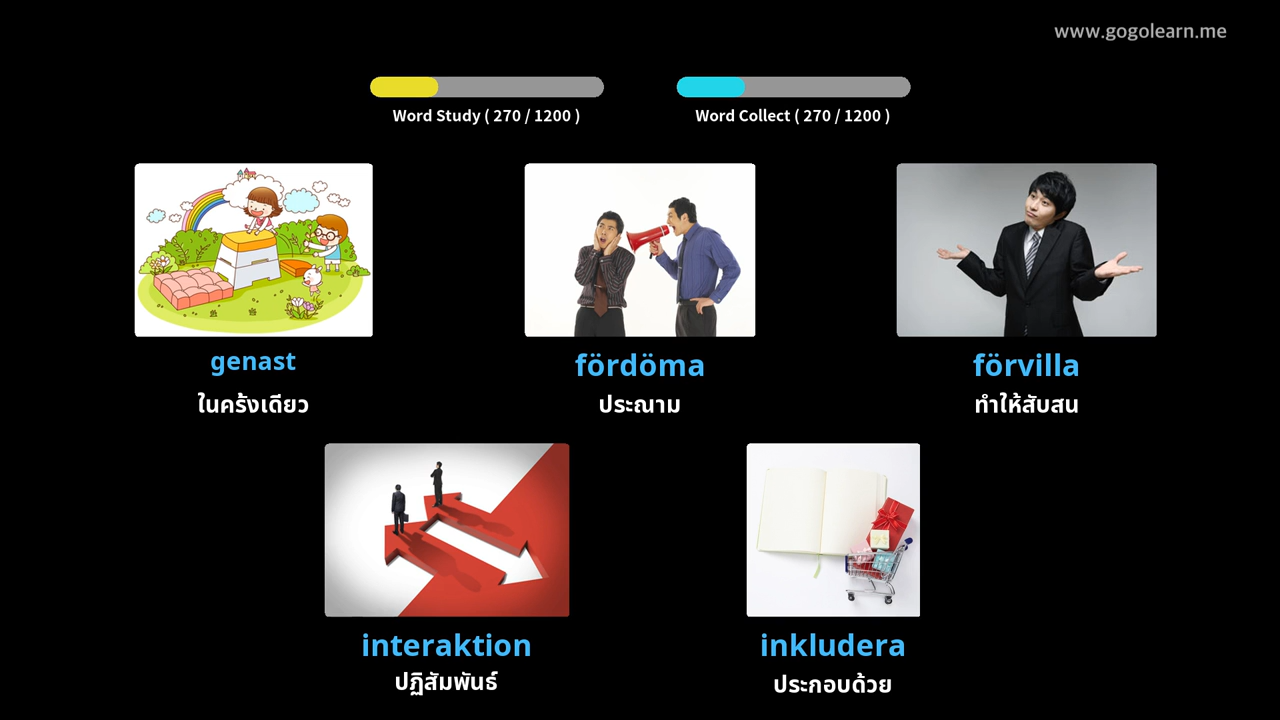 www.gogolearn.me
Word Study ( 270 / 1200 )
Word Collect ( 270 / 1200 )
genast
fördöma
förvilla
ในครั้งเดียว
ประณาม
ทำให้สับสน
interaktion
inkludera
ปฏิสัมพันธ์
ประกอบด้วย